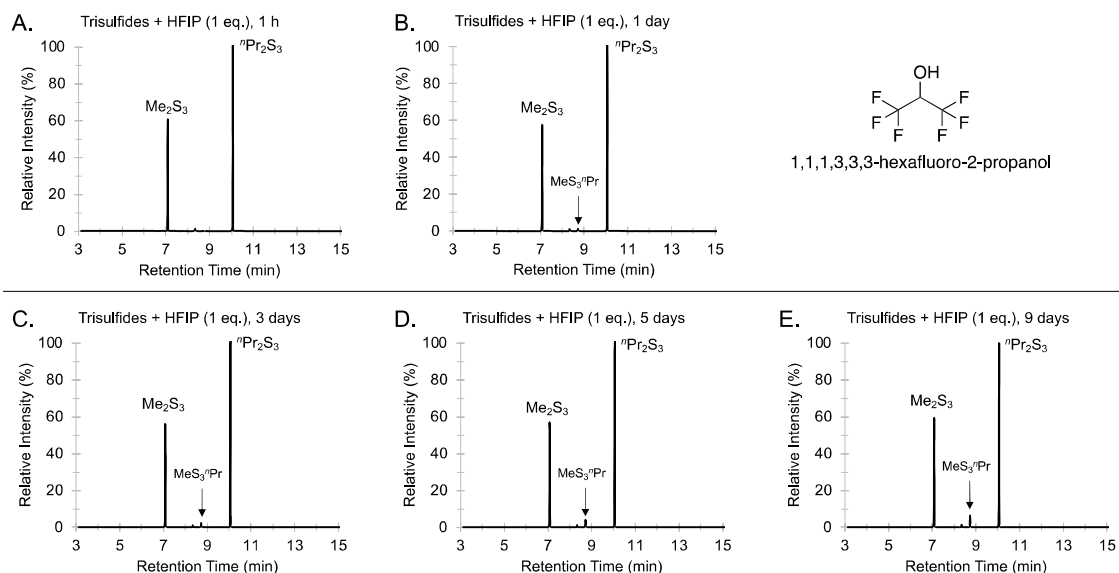 A.
Trisulfides + HFIP (1 eq.), 1 h
ⁿPr₂S₃
Me₂S₃
Relative Intensity (%)
100
80
60
40
20
0
3 5 7 9 11 13 15
Retention Time (min)
B.
Trisulfides + HFIP (1 eq.), 1 day
ⁿPr₂S₃
Me₂S₃
MeS₃ⁿPr
Relative Intensity (%)
100
80
60
40
20
0
3 5 7 9 11 13 15
Retention Time (min)
OH
F F
F F
F F
1,1,1,3,3,3-hexafluoro-2-propanol
C.
Trisulfides + HFIP (1 eq.), 3 days
ⁿPr₂S₃
Me₂S₃
MeS₃ⁿPr
Relative Intensity (%)
100
80
60
40
20
0
3 5 7 9 11 13 15
Retention Time (min)
D.
Trisulfides + HFIP (1 eq.), 5 days
ⁿPr₂S₃
Me₂S₃
MeS₃ⁿPr
Relative Intensity (%)
100
80
60
40
20
0
3 5 7 9 11 13 15
Retention Time (min)
E.
Trisulfides + HFIP (1 eq.), 9 days
ⁿPr₂S₃
Me₂S₃
MeS₃ⁿPr
Relative Intensity (%)
100
80
60
40
20
0
3 5 7 9 11 13 15
Retention Time (min)